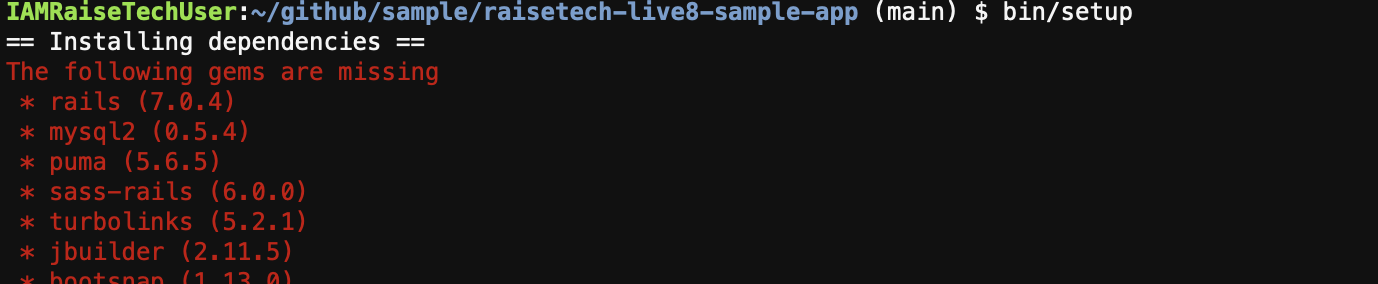 IAMRaiseTechUser:~/github/sample/raisetech-live8-sample-app (main) $ bin/setup
== Installing dependencies ==
The following gems are missing
* rails (7.0.4)
* mysql2 (0.5.4)
* puma (5.6.5)
* sass-rails (6.0.0)
* turbolinks (5.2.1)
* jbuilder (2.11.5)
* bootsnap (1.13.0)